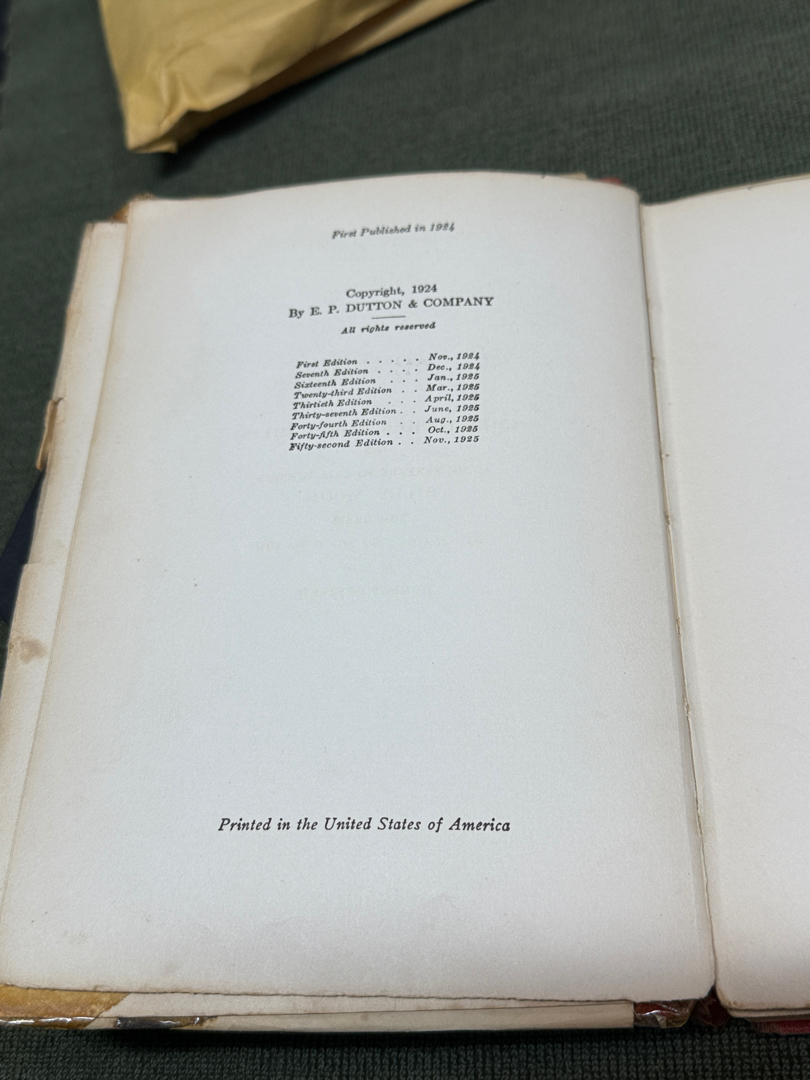 First Published in 1924
Copyright, 1924
By E. P. DUTTON & COMPANY
All rights reserved
First Edition . . . . . Nov., 1924
Seventh Edition . . . . Dec., 1924
Sixteenth Edition . . . Jan., 1925
Twenty-third Edition . . Mar., 1925
Thirtieth Edition . . . April, 1925
Thirty-seventh Edition . . June, 1925
Forty-fourth Edition . . Aug., 1925
Forty-fifth Edition . . . Oct., 1925
Fifty-second Edition . . Nov., 1925
Printed in the United States of America